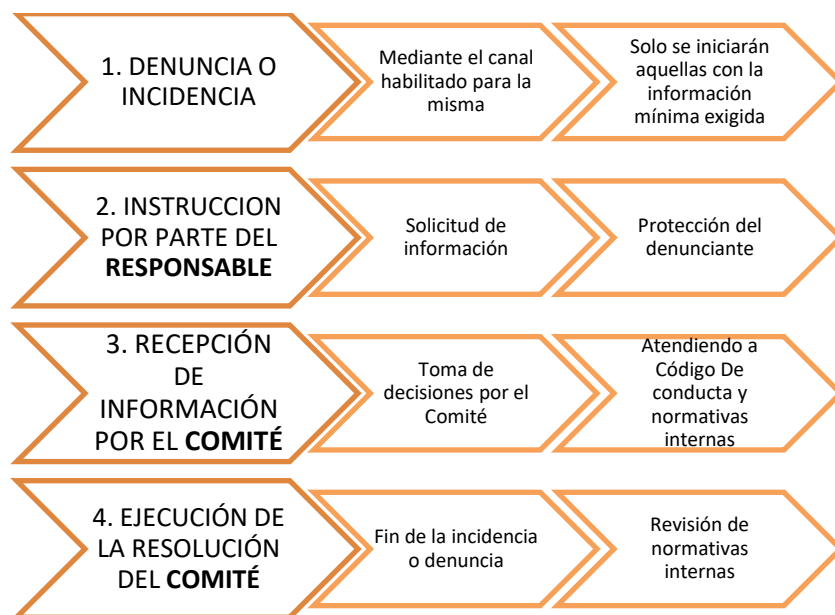 1. DENUNCIA O
INCIDENCIA
Mediante el canal
habilitado para la
misma
Solo se iniciarán
aquellas con la
información
mínima exigida
2. INSTRUCCION
POR PARTE DEL
RESPONSABLE
Solicitud de
información
Protección del
denunciante
3. RECEPCIÓN
DE
INFORMACIÓN
POR EL COMITÉ
Toma de
decisiones por el
Comité
Atendiendo a
Código De
conducta y
normativas
internas
4. EJECUCIÓN DE
LA RESOLUCIÓN
DEL COMITÉ
Fin de la incidencia
o denuncia
Revisión de
normativas
internas